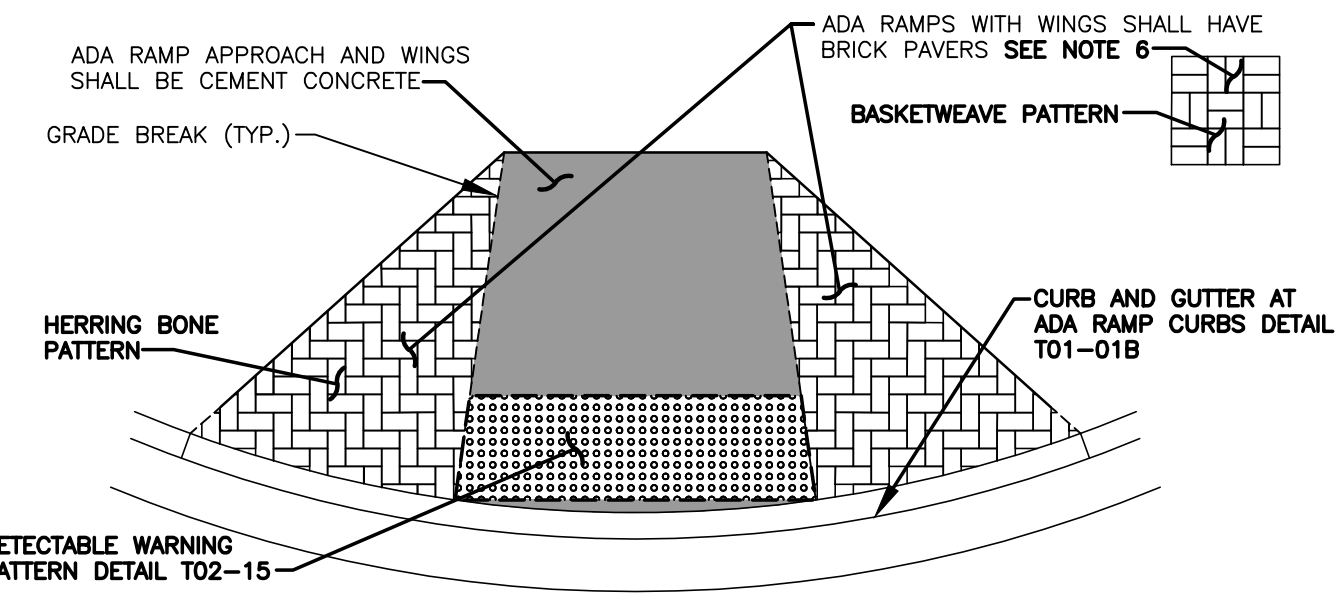 ADA RAMPS WITH WINGS SHALL HAVE
BRICK PAVERS SEE NOTE 6
ADA RAMP APPROACH AND WINGS
SHALL BE CEMENT CONCRETE
BASKETWEAVE PATTERN
GRADE BREAK (TYP.)
CURB AND GUTTER AT
ADA RAMP CURBS DETAIL
T01-01B
HERRING BONE
PATTERN
ETECTABLE WARNING
ATTERN DETAIL T02-15